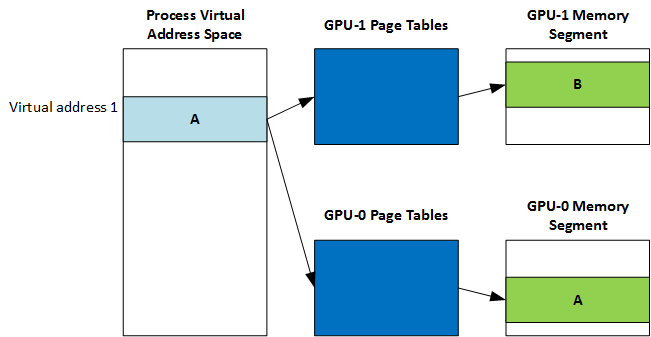 Process Virtual
Address Space
GPU-1 Page Tables
GPU-1 Memory
Segment
Virtual address 1
A
B
GPU-0 Page Tables
GPU-0 Memory
Segment
A